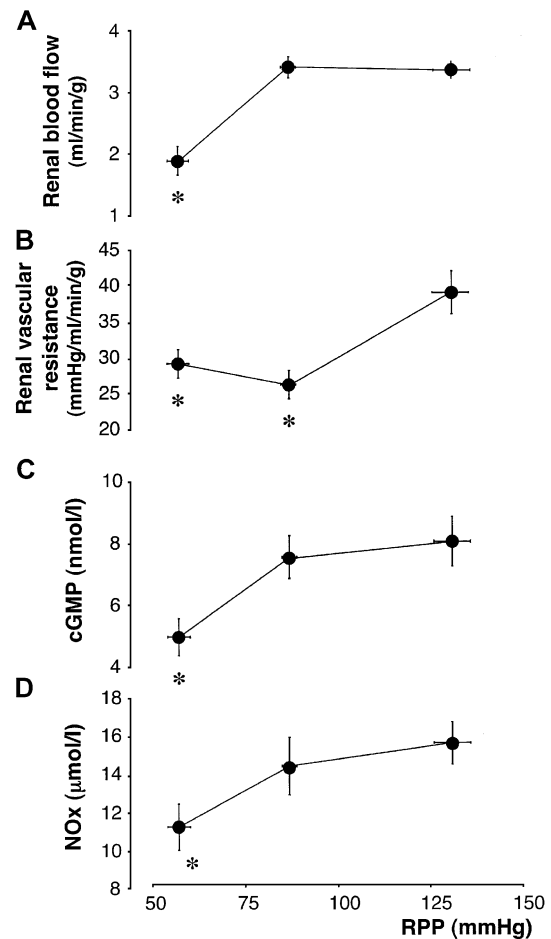 A
Renal blood flow
(ml/min/g)
4
3
2
1
*
B
Renal vascular
resistance
(mmHg/ml/min/g)
45
40
35
30
25
20
*
*
C
cGMP (nmol/l)
10
8
6
4
*
D
NOx (μmol/l)
18
16
14
12
10
8
*
50 75 100 125 150
RPP (mmHg)